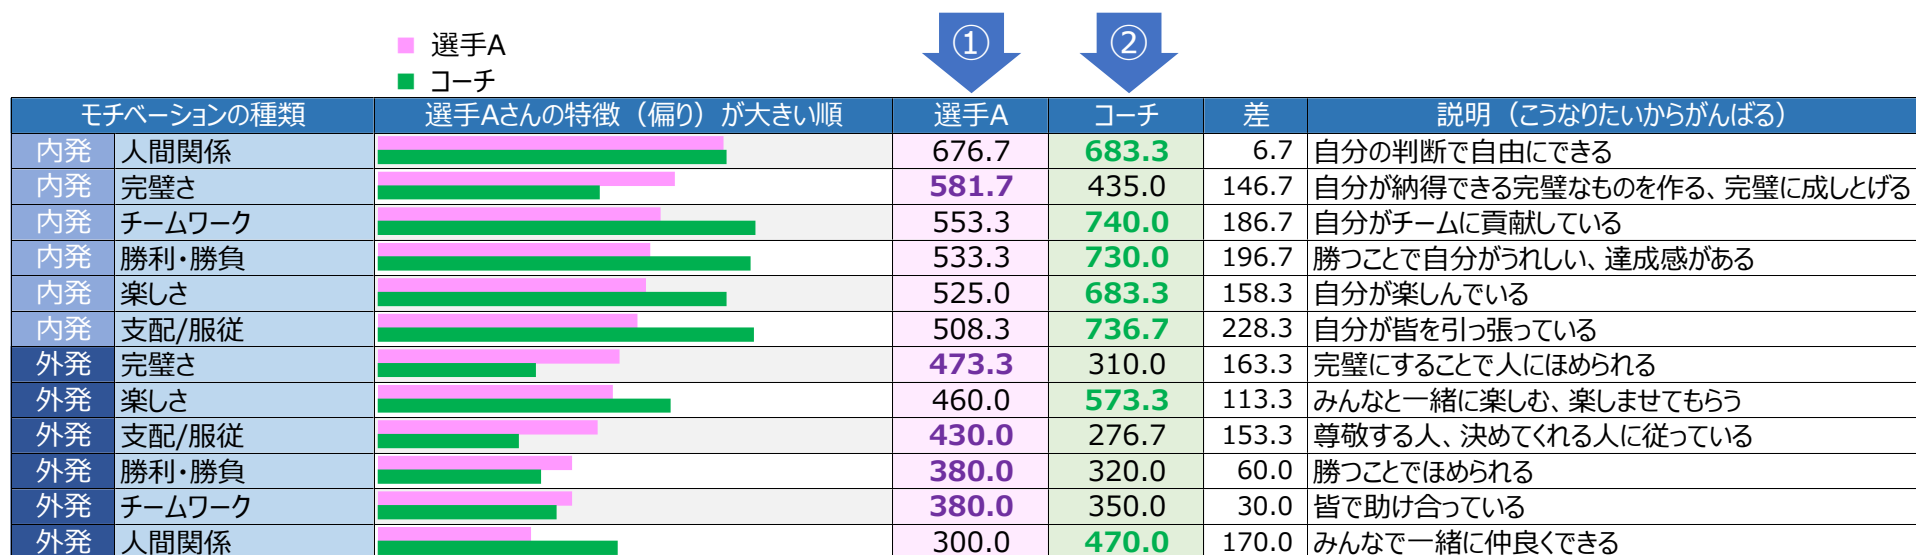 選手A
コーチ
① ②
モチベーションの種類 選手Aさんの特徴（偏り）が大きい順 選手A コーチ 差 説明（こうなりたいからがんばる）
内発 人間関係 676.7 683.3 6.7 自分の判断で自由にできる
内発 完璧さ 581.7 435.0 146.7 自分が納得できる完璧なものを作る、完璧に成しとげる
内発 チームワーク 553.3 740.0 186.7 自分がチームに貢献している
内発 勝利・勝負 533.3 730.0 196.7 勝つことで自分がうれしい、達成感がある
内発 楽しさ 525.0 683.3 158.3 自分が楽しんでいる
内発 支配/服従 508.3 736.7 228.3 自分が皆を引っ張っている
外発 完璧さ 473.3 310.0 163.3 完璧にすることで人にほめられる
外発 楽しさ 460.0 573.3 113.3 みんなと一緒に楽しむ、楽しませてもらう
外発 支配/服従 430.0 276.7 153.3 尊敬する人、決めてくれる人に従っている
外発 勝利・勝負 380.0 320.0 60.0 勝つことでほめられる
外発 チームワーク 380.0 350.0 30.0 皆で助け合っている
外発 人間関係 300.0 470.0 170.0 みんなで一緒に仲良くできる